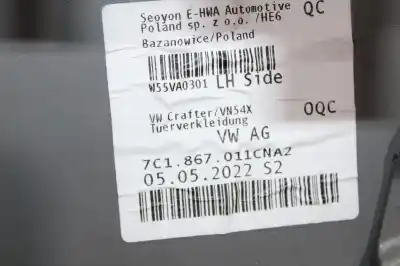 Seoyon E-HWA Automotive QC
Poland sp. z o.o. /HE6
Bazanowice/Poland
W55VA0301 LH Side
VW Crafter/VN54X OQC
Tuerverkleidung
VW AG
7C1.867.011CNA2
05.05.2022 S2